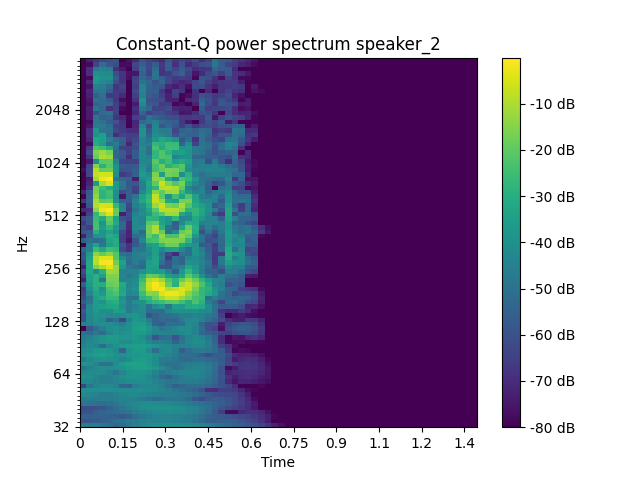 Constant-Q power spectrum speaker_2
Hz
2048
1024
512
256
128
64
32
0 0.15 0.3 0.45 0.6 0.75 0.9 1.1 1.2 1.4
Time
-10 dB
-20 dB
-30 dB
-40 dB
-50 dB
-60 dB
-70 dB
-80 dB